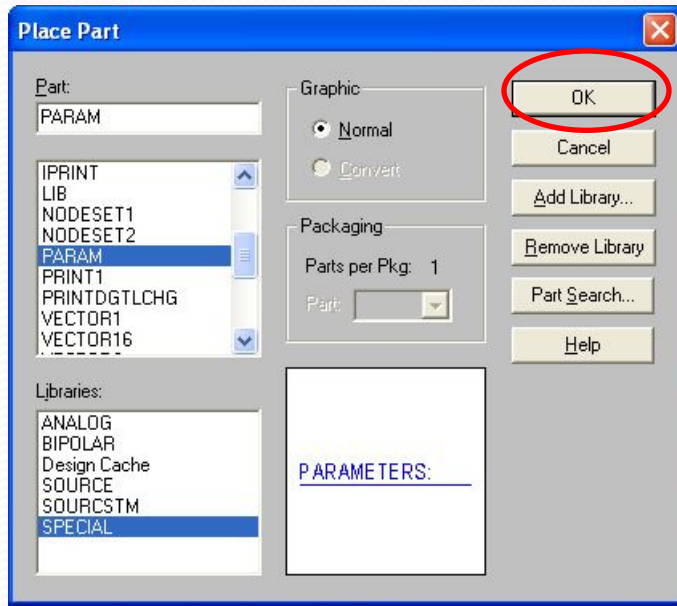 Place Part
Part:
PARAM
IPRINT
LIB
NODESET1
NODESET2
PARAM
PRINT1
PRINTDGTLCHG
VECTOR1
VECTOR16
Libraries:
ANALOG
BIPOLAR
Design Cache
SOURCE
SOURCSTM
SPECIAL
Graphic
Normal
Convert
Packaging
Parts per Pkg: 1
Part:
PARAMETERS:
OK
Cancel
Add Library...
Remove Library
Part Search...
Help